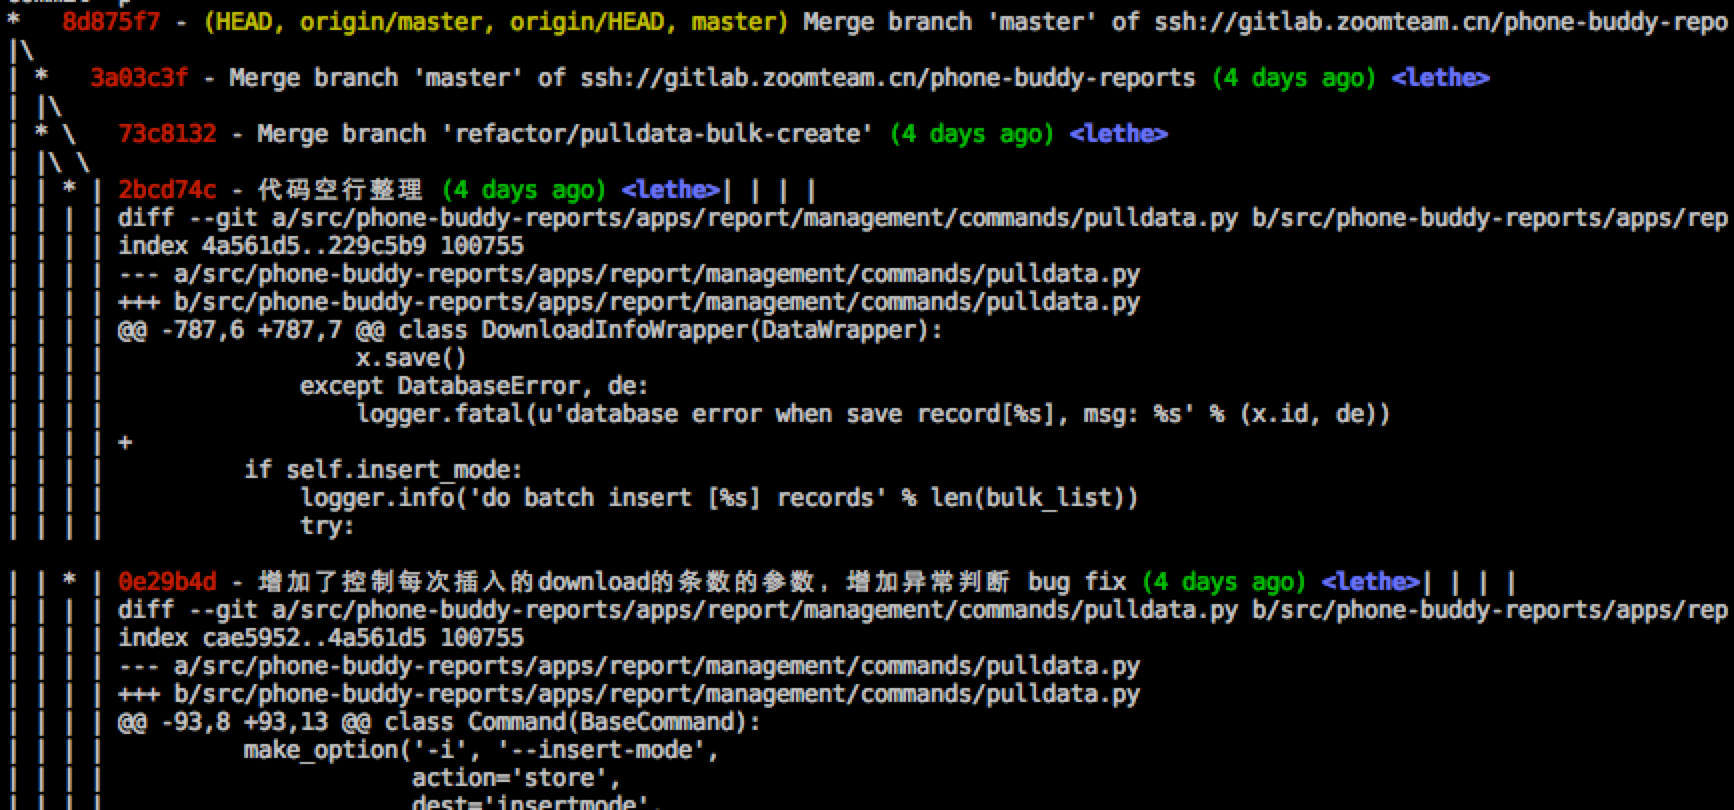 *   8d875f7 - (HEAD, origin/master, origin/HEAD, master) Merge branch 'master' of ssh://gitlab.zoomteam.cn/phone-buddy-repo
|\
| *   3a03c3f - Merge branch 'master' of ssh://gitlab.zoomteam.cn/phone-buddy-reports (4 days ago) <lethe>
| |\
| * \   73c8132 - Merge branch 'refactor/pulldata-bulk-create' (4 days ago) <lethe>
| |\ \
| | * | 2bcd74c - 代码空行整理 (4 days ago) <lethe>| | | |
| | | | diff --git a/src/phone-buddy-reports/apps/report/management/commands/pulldata.py b/src/phone-buddy-reports/apps/rep
| | | | index 4a561d5..229c5b9 100755
| | | | --- a/src/phone-buddy-reports/apps/report/management/commands/pulldata.py
| | | | +++ b/src/phone-buddy-reports/apps/report/management/commands/pulldata.py
| | | | @@ -787,6 +787,7 @@ class DownloadInfoWrapper(DataWrapper):
| | | |                  x.save()
| | | |              except DatabaseError, de:
| | | |                  logger.fatal(u'database error when save record[%s], msg: %s' % (x.id, de))
| | | | +
| | | |          if self.insert_mode:
| | | |              logger.info('do batch insert [%s] records' % len(bulk_list))
| | | |              try:
| | * | 0e29b4d - 增加了控制每次插入的download的条数的参数，增加异常判断 bug fix (4 days ago) <lethe>| | | |
| | | | diff --git a/src/phone-buddy-reports/apps/report/management/commands/pulldata.py b/src/phone-buddy-reports/apps/rep
| | | | index cae5952..4a561d5 100755
| | | | --- a/src/phone-buddy-reports/apps/report/management/commands/pulldata.py
| | | | +++ b/src/phone-buddy-reports/apps/report/management/commands/pulldata.py
| | | | @@ -93,8 +93,13 @@ class Command(BaseCommand):
| | | |          make_option('-i', '--insert-mode',
| | | |                      action='store',
| | | |                      dest='insertmode',